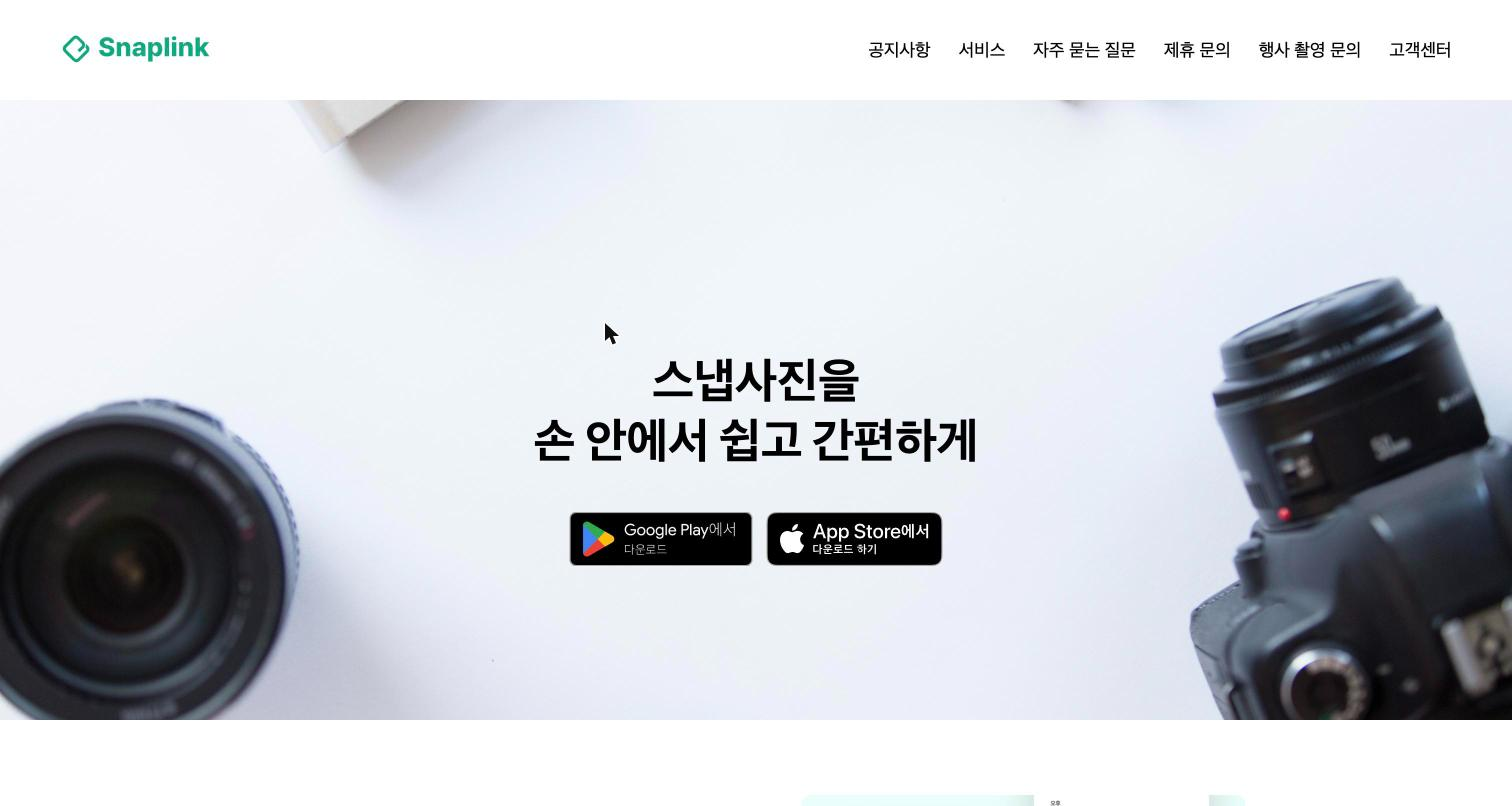 Snaplink
공지사항
서비스
자주 묻는 질문
제휴 문의
행사 촬영 문의
고객센터
스냅사진을
손 안에서 쉽고 간편하게
Google Play에서
다운로드
App Store에서
다운로드 하기
오후